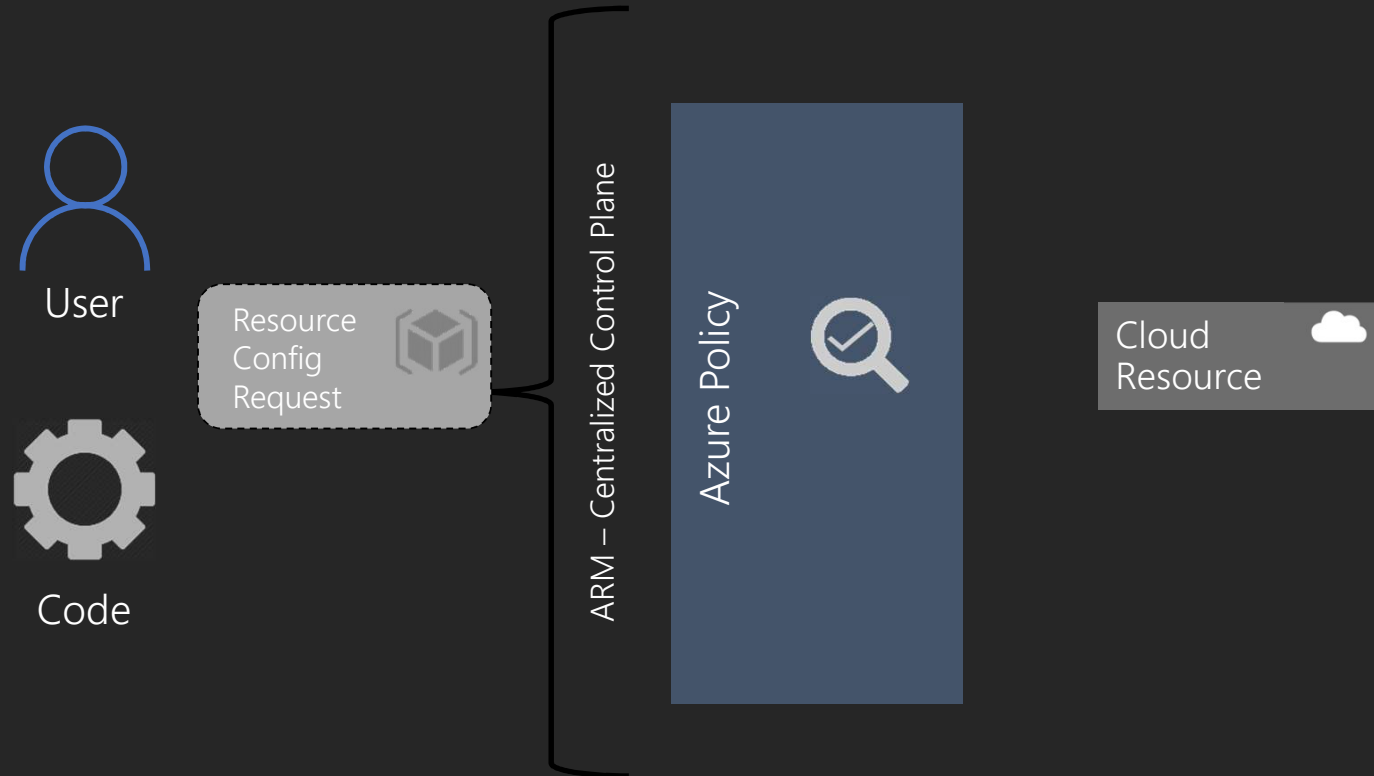 User
Code
Resource
Config
Request
ARM – Centralized Control Plane
Azure Policy
Cloud
Resource